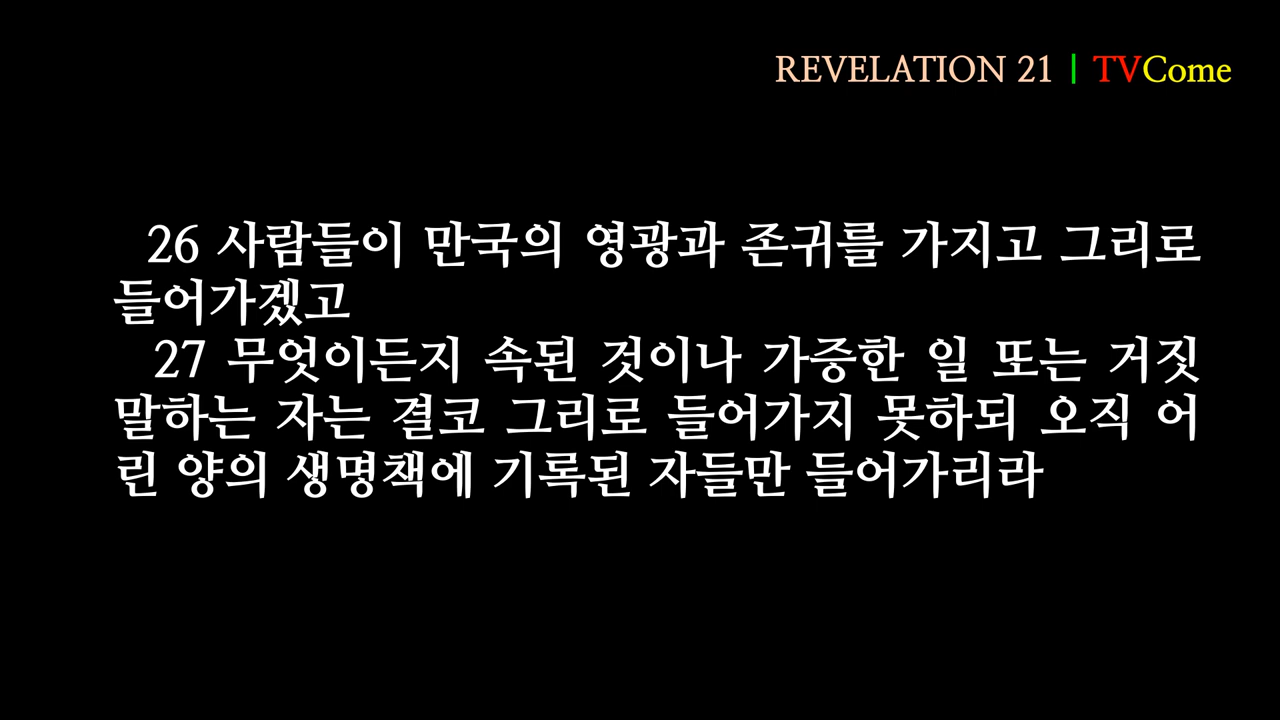 REVELATION 21 | TVCome
26 사람들이 만국의 영광과 존귀를 가지고 그리로
들어가겠고
27 무엇이든지 속된 것이나 가증한 일 또는 거짓
말하는 자는 결코 그리로 들어가지 못하되 오직 어
린 양의 생명책에 기록된 자들만 들어가리라